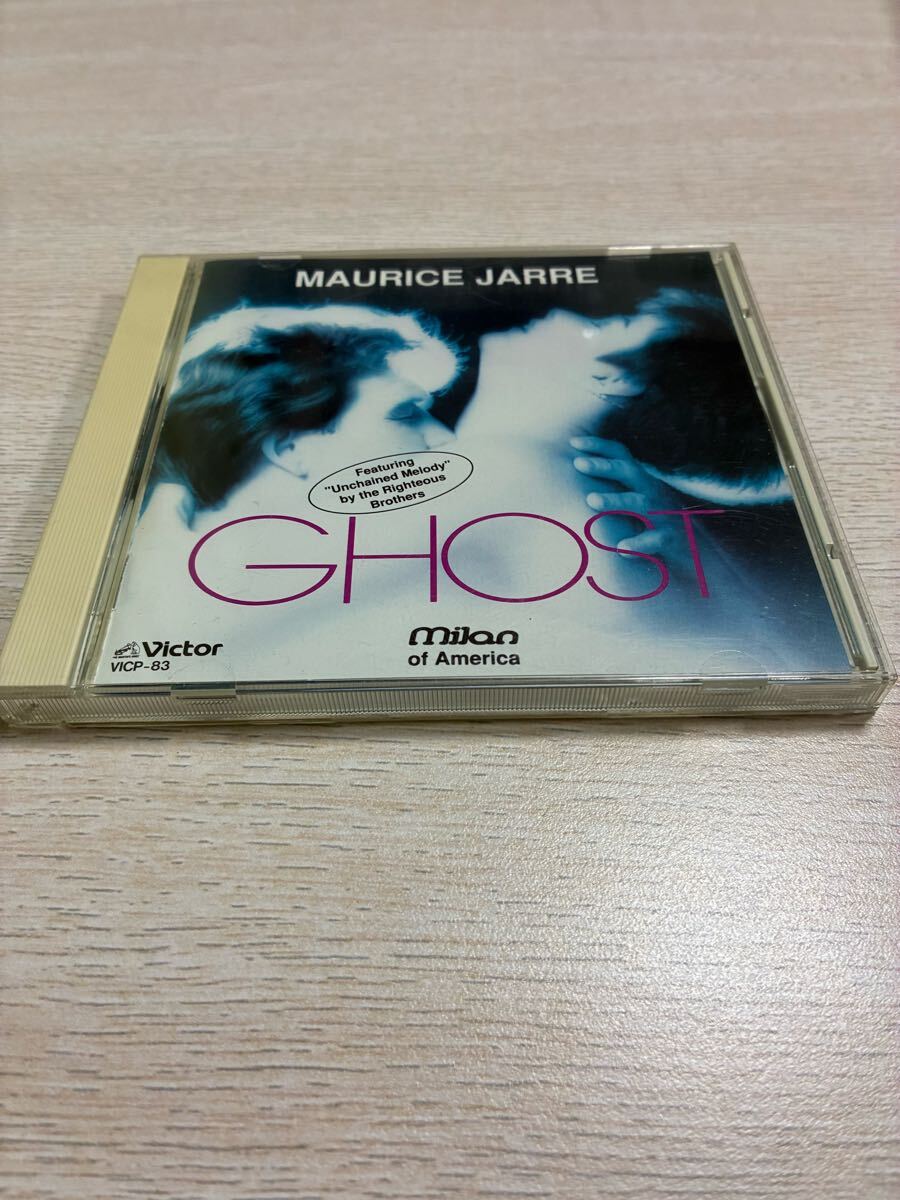 MAURICE JARRE
Featuring
"Unchained Melody"
by the Righteous
Brothers
GHOST
Victor
VICP-83
milan
of America